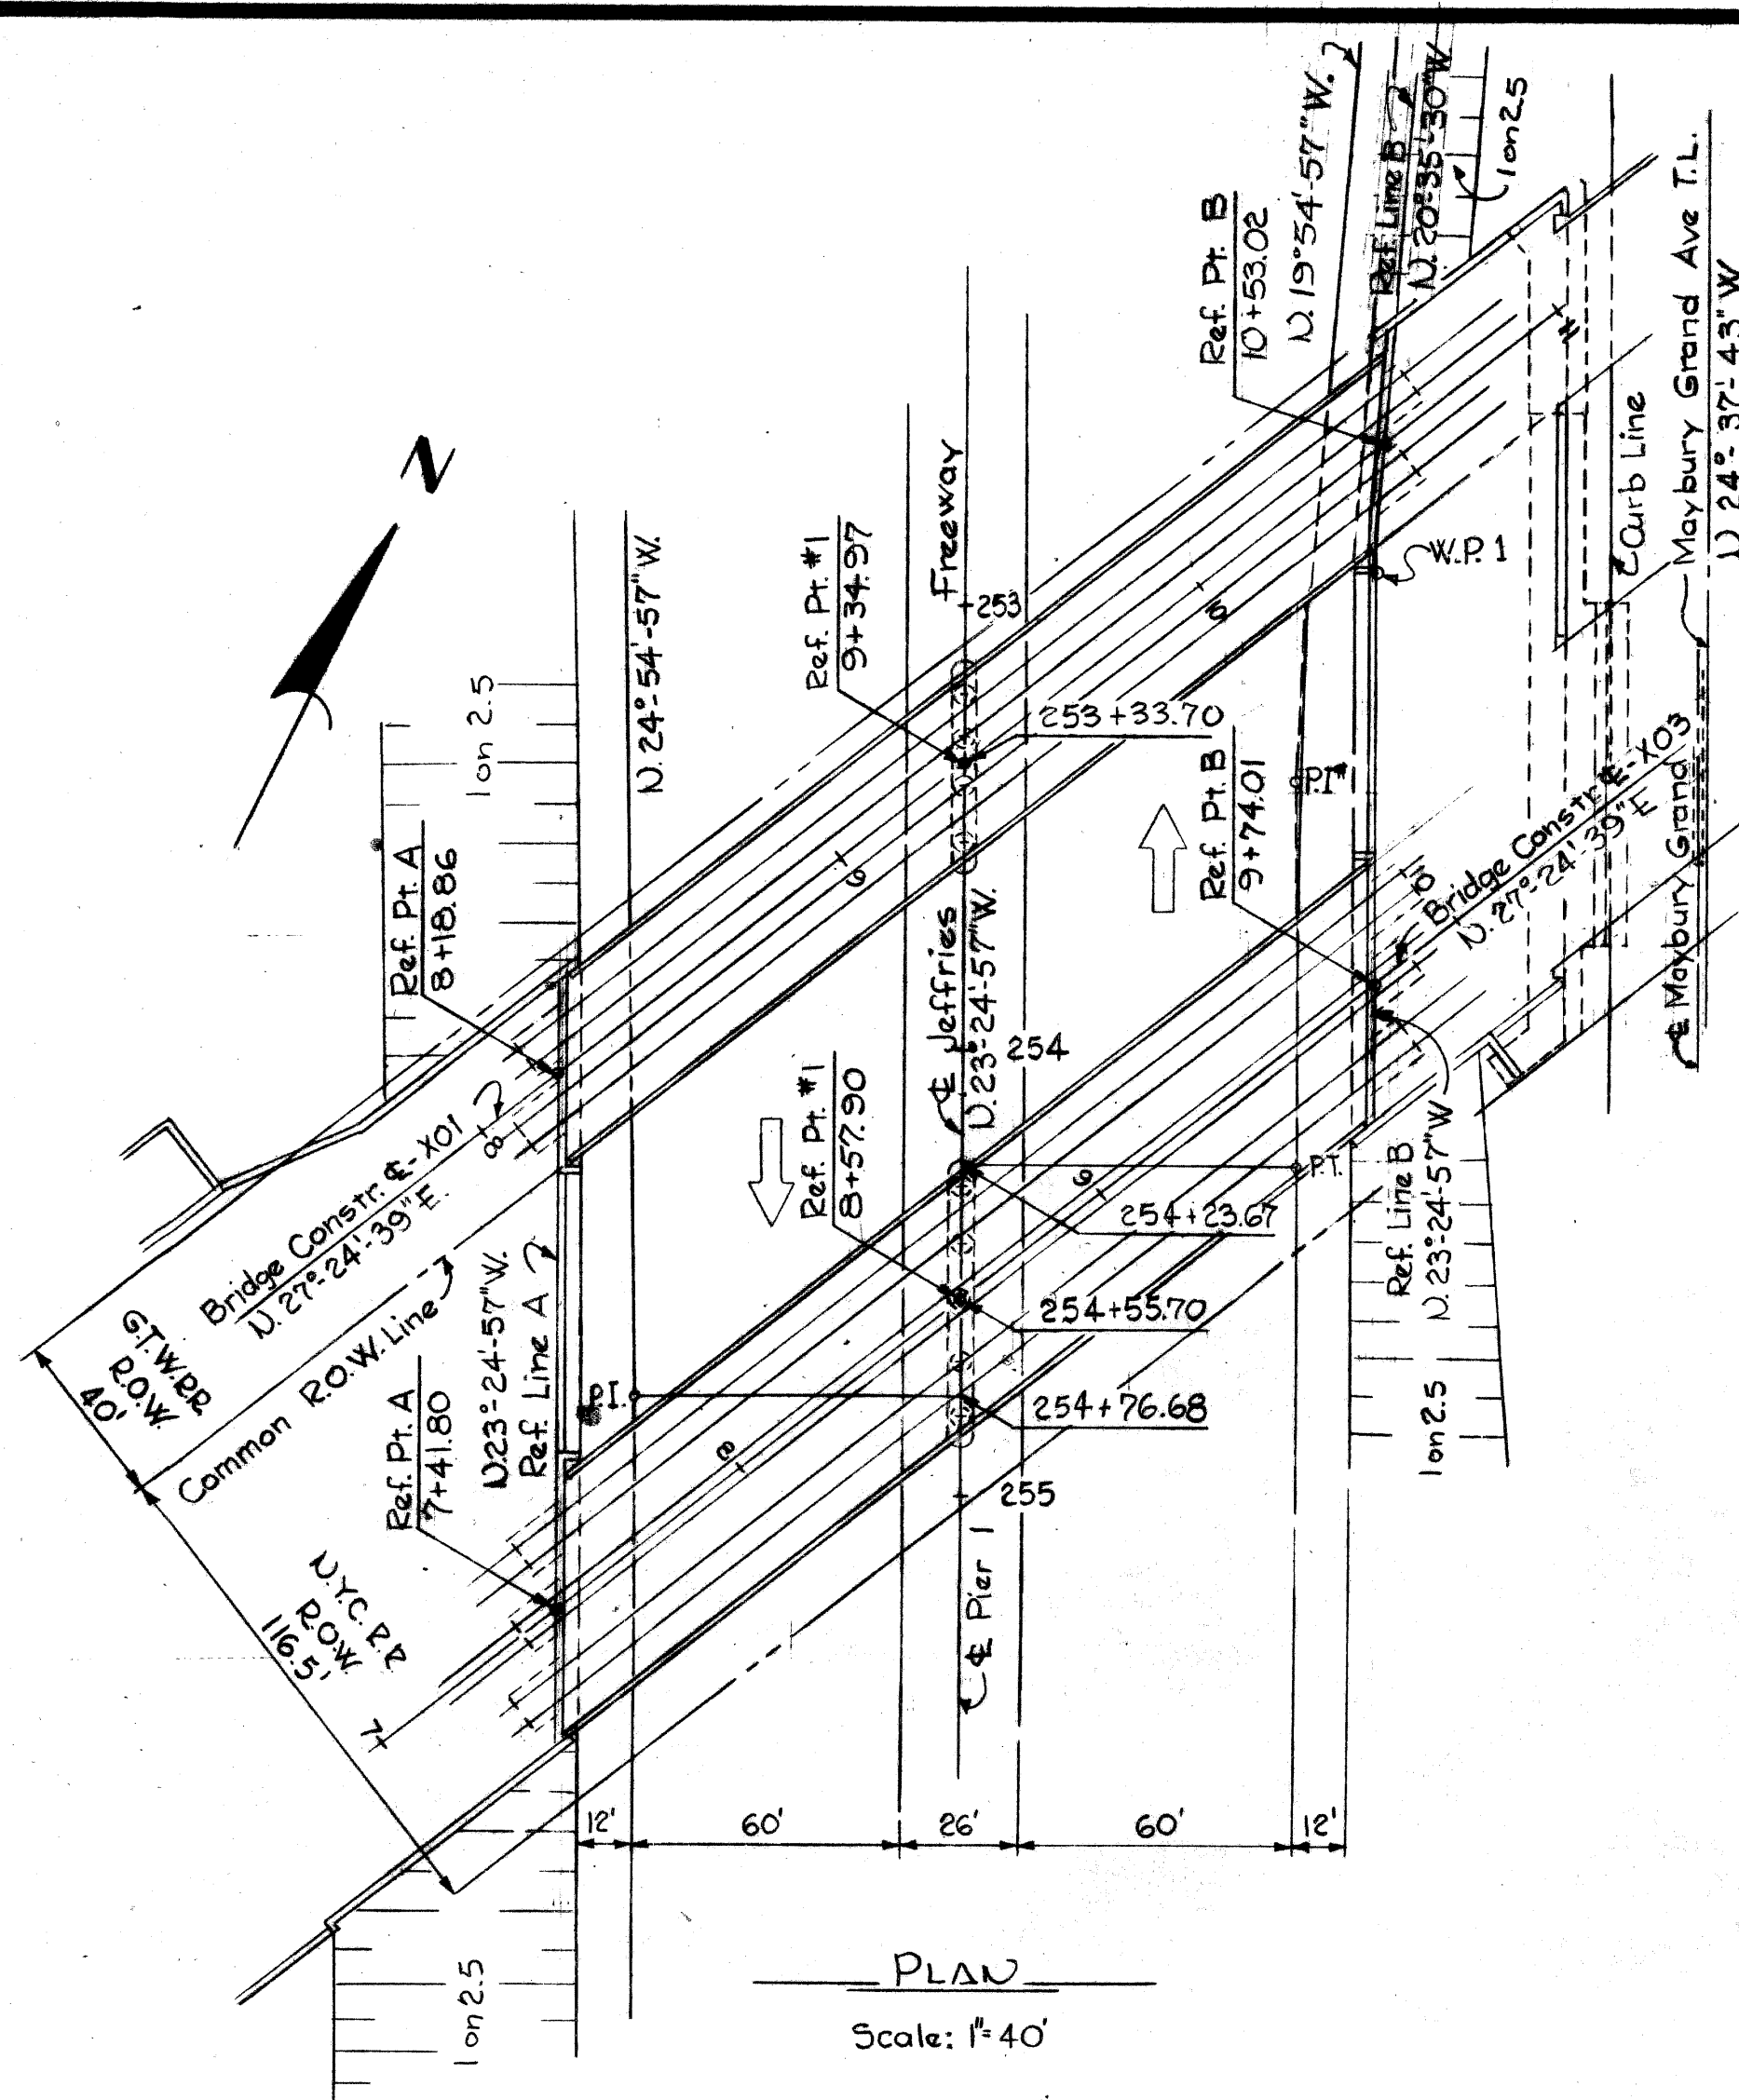 N
N. 19°54'-57" W.
Ref. Line B
N. 20°35'-30" W
1 on 2.5
Ref. Pt. B
10+53.02
Maybury Grand Ave T.L.
N 24°-37'-43" W
Curb Line
W.P. 1
Freeway
253
Ref. Pt. #1
9+34.97
253+33.70
N. 24°-54'-57" W.
1 on 2.5
Ref. Pt. A
8+18.86
9
Ref. Pt. B
9+74.01
P.I.
10
Bridge Constr. ℄-X03
N. 27°-24'-39" E
℄ Maybury Grand
℄ Jeffries
N. 23°-24'-57" W.
254
Ref. Pt. #1
8+57.90
9
P.T.
254+23.67
254+55.70
254+76.68
Ref. Line B
N. 23°-24'-57" W
1 on 2.5
8
Bridge Constr. ℄-X01
N. 27°-24'-39" E.
Common R.O.W. Line
G.T.W.RR
R.O.W.
40'
N.23°-24'-57" W.
Ref. Line A
P.I.
Ref. Pt. A
7+41.80
8
255
℄ Pier 1
N.Y.C. R.R
R.O.W.
116.5'
7
12'
60'
26'
60'
12'
1 on 2.5
PLAN
Scale: 1"=40'